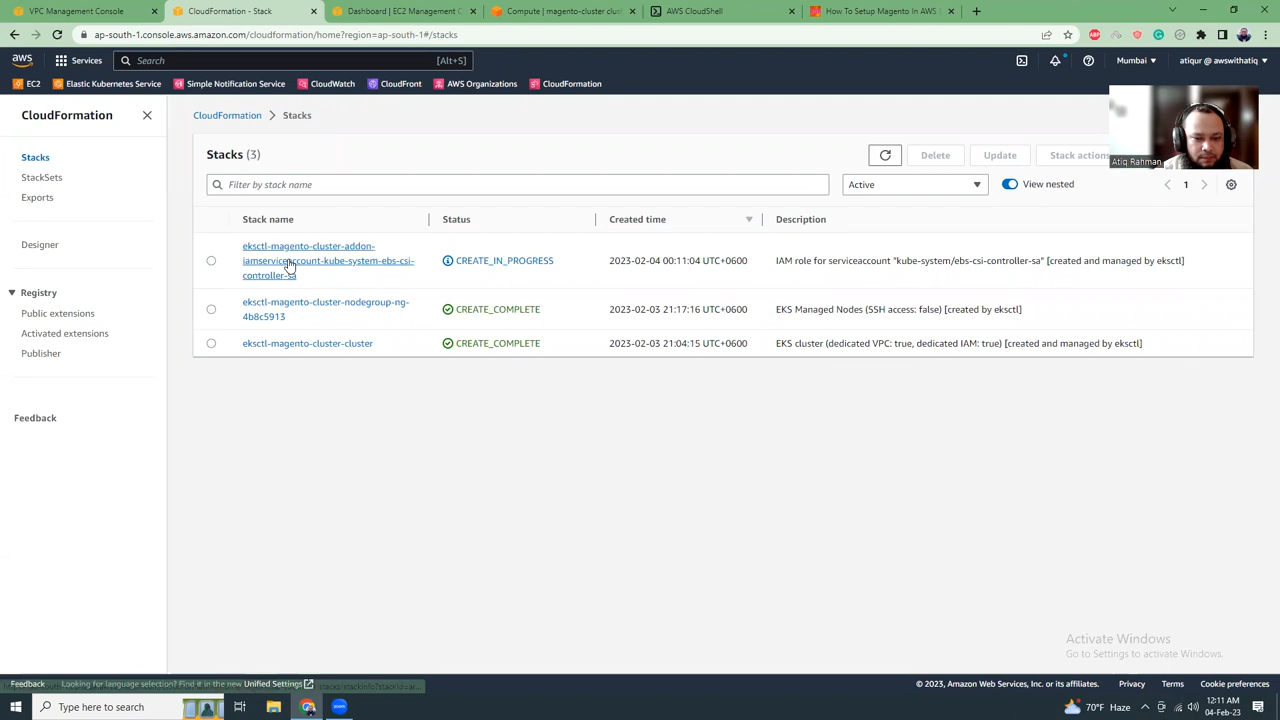 VPC Management Console
CloudFormation - Stack
Dashboard | EC2 Management C
Compute | magento-cluster clus
AWS CloudShell
How To Setup Magento In AWS
ap-south-1.console.aws.amazon.com/cloudformation/home?region=ap-south-1#/stacks
aws
Services
Search
[Alt+S]
Mumbai
atiqur @ awswithatiq
EC2
Elastic Kubernetes Service
Simple Notification Service
CloudWatch
CloudFront
AWS Organizations
CloudFormation
CloudFormation
Stacks
StackSets
Exports
Designer
Registry
Public extensions
Activated extensions
Publisher
Feedback
CloudFormation > Stacks
Stacks (3)
Delete
Update
Stack actions
Filter by stack name
Active
View nested
1
Stack name
Status
Created time
Description
eksctl-magento-cluster-addon-
iamserviceaccount-kube-system-ebs-csi-
controller-sa
CREATE_IN_PROGRESS
2023-02-04 00:11:04 UTC+0600
IAM role for serviceaccount "kube-system/ebs-csi-controller-sa" [created and managed by eksctl]
eksctl-magento-cluster-nodegroup-ng-
4b8c5913
CREATE_COMPLETE
2023-02-03 21:17:16 UTC+0600
EKS Managed Nodes (SSH access: false) [created by eksctl]
eksctl-magento-cluster-cluster
CREATE_COMPLETE
2023-02-03 21:04:15 UTC+0600
EKS cluster (dedicated VPC: true, dedicated IAM: true) [created and managed by eksctl]
Atiq Rahman
Activate Windows
Go to Settings to activate Windows.
Feedback
Looking for language selection? Find it in the new Unified Settings
© 2023, Amazon Web Services, Inc. or its affiliates.
Privacy
Terms
Cookie preferences
Type here to search
zoom
70°F Haze
12:11 AM
04-Feb-23